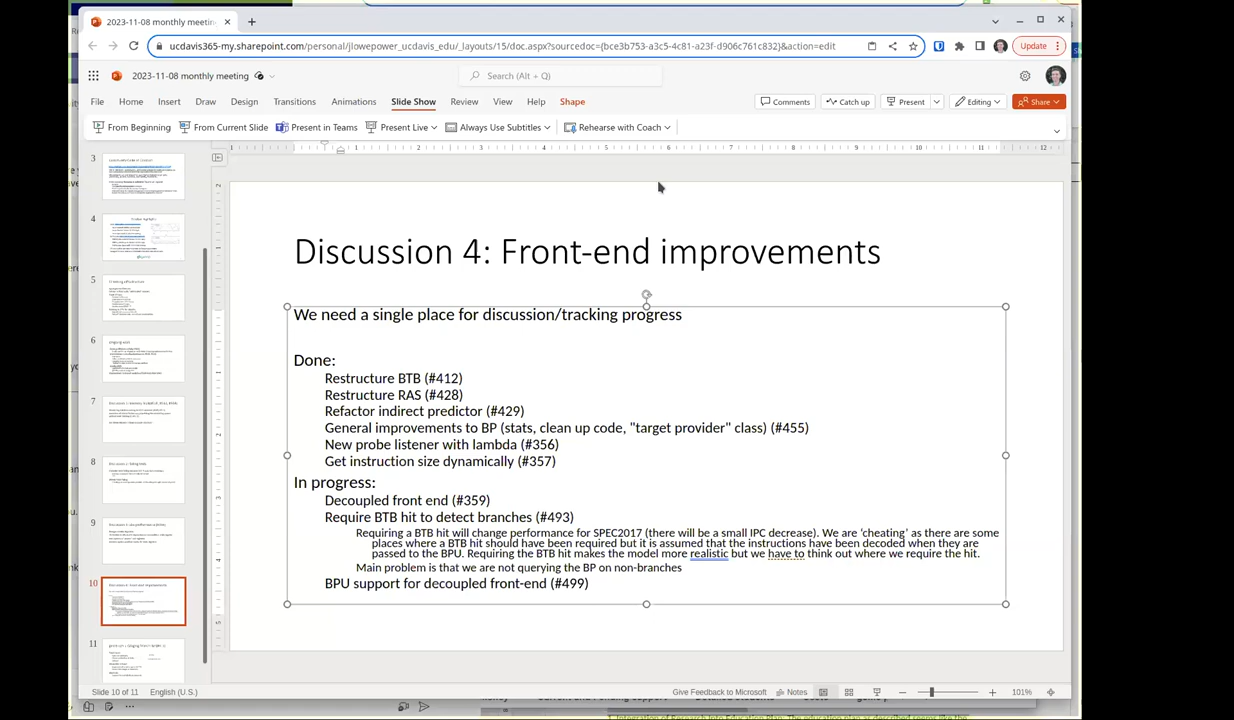 2023-11-08 monthly meetin
ucdavis365-my.sharepoint.com/personal/jlowepower_ucdavis_edu/_layouts/15/doc.aspx?sourcedoc={bce3b753-a3c5-4c81-a23f-d906c761c832}&action=edit
Update
2023-11-08 monthly meeting
Search (Alt + Q)
File Home Insert Draw Design Transitions Animations Slide Show Review View Help Shape
Comments Catch up Present Editing Share
From Beginning From Current Slide Present in Teams Present Live Always Use Subtitles Rehearse with Coach
3
4
5
6
7
8
9
10
11
Discussion 4: Front-end improvements
We need a single place for discussion/tracking progress
Done:
Restructure BTB (#412)
Restructure RAS (#428)
Refactor indirect predictor (#429)
General improvements to BP (stats, clean up code, "target provider" class) (#455)
New probe listener with lambda (#356)
Get instruction size dynamically (#357)
In progress:
Decoupled front end (#359)
Require BTB hit to detect branches (#493)
Requiring a BTB hit will change performance for SPEC2017 (there will be a small IPC decrease). We are ‘cheating’ as there are some
places where a BTB hit should have been required but it is assumed that the instructions have been decoded when they are
passed to the BPU. Requiring the BTB hit makes the model more realistic but we have to think out where we require the hit.
Main problem is that we are not querying the BP on non-branches
BPU support for decoupled front-end (#499)
Slide 10 of 11 English (U.S.)
Give Feedback to Microsoft Notes 101%